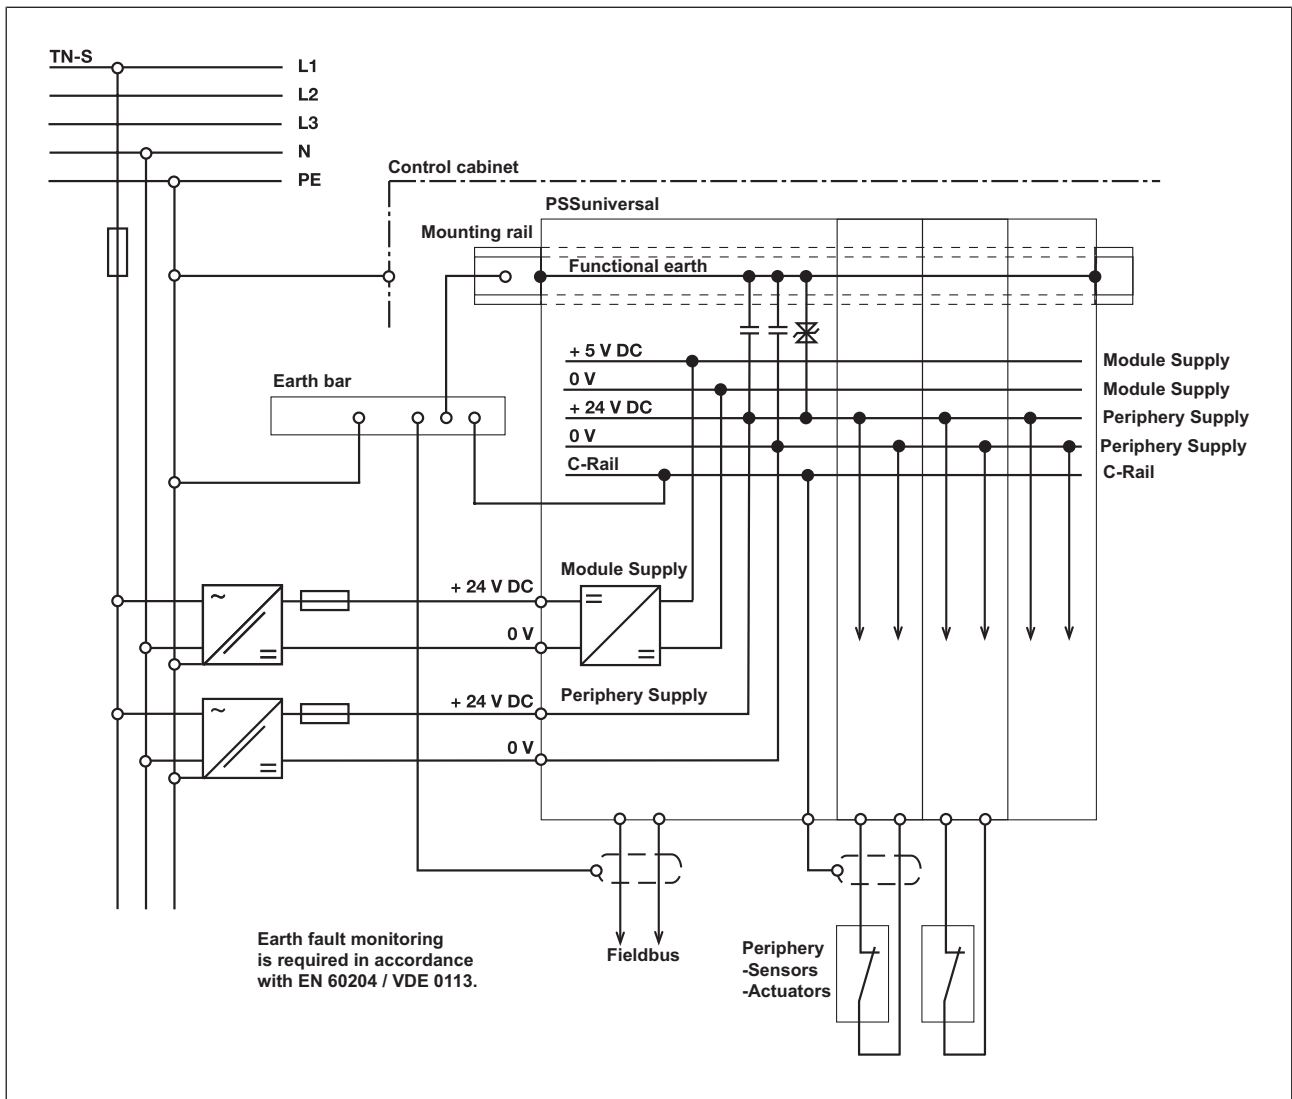 TN-S
L1
L2
L3
N
PE
Control cabinet
PSSuniversal
Mounting rail
Functional earth
+ 5 V DC
Module Supply
0 V
Module Supply
Earth bar
+ 24 V DC
Periphery Supply
0 V
Periphery Supply
C-Rail
C-Rail
Module Supply
+ 24 V DC
~
=
0 V
=
=
Periphery Supply
+ 24 V DC
~
0 V
=
Earth fault monitoring
is required in accordance
with EN 60204 / VDE 0113.
Fieldbus
Periphery
-Sensors
-Actuators